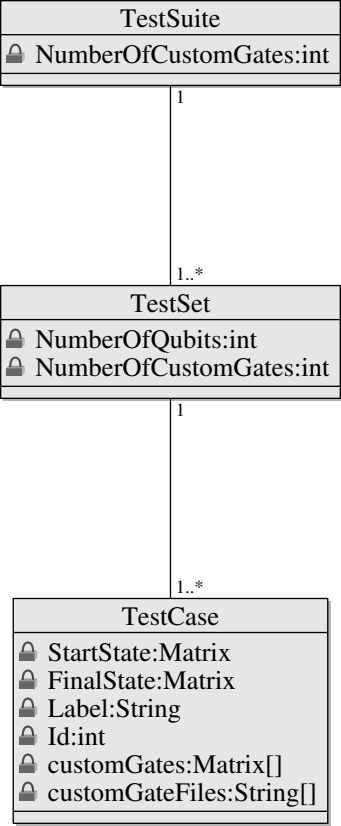 TestSuite
NumberOfCustomGates:int
1
1..*
TestSet
NumberOfQubits:int
NumberOfCustomGates:int
1
1..*
TestCase
StartState:Matrix
FinalState:Matrix
Label:String
Id:int
customGates:Matrix[]
customGateFiles:String[]